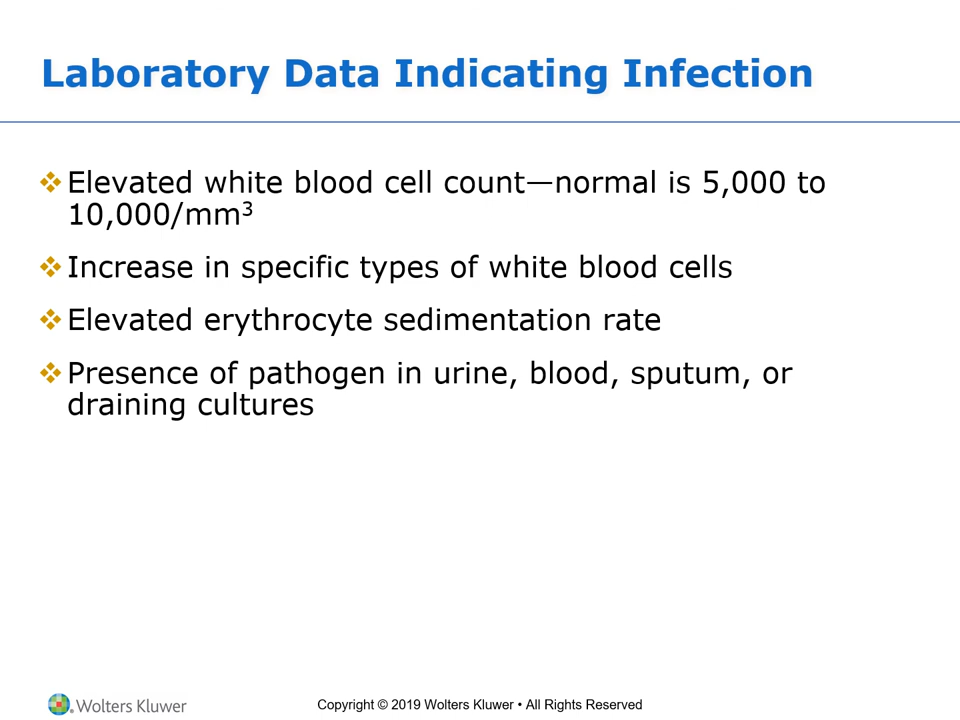 Laboratory Data Indicating Infection
❖Elevated white blood cell count—normal is 5,000 to
10,000/mm³
❖Increase in specific types of white blood cells
❖Elevated erythrocyte sedimentation rate
❖Presence of pathogen in urine, blood, sputum, or
draining cultures
Wolters Kluwer
Copyright © 2019 Wolters Kluwer • All Rights Reserved